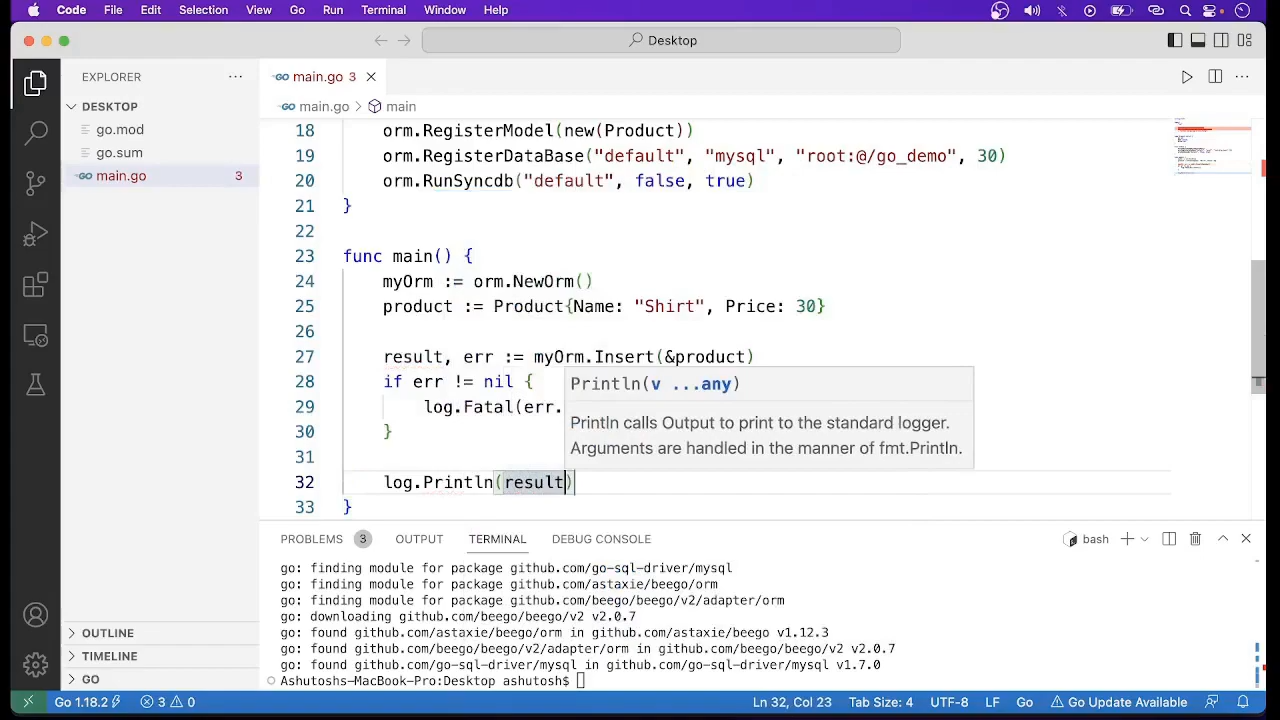 Code File Edit Selection View Go Run Terminal Window Help
Desktop
EXPLORER
GO main.go 3
DESKTOP
main.go > main
go.mod
go.sum
GO main.go 3
18 orm.RegisterModel(new(Product))
19 orm.RegisterDataBase("default", "mysql", "root:@/go_demo", 30)
20 orm.RunSyncdb("default", false, true)
21 }
22
23 func main() {
24 myOrm := orm.NewOrm()
25 product := Product{Name: "Shirt", Price: 30}
26
27 result, err := myOrm.Insert(&product)
28 if err != nil {
29 log.Fatal(err.
30 }
31
32 log.Println(result)
33 }
Println(v ...any)
Println calls Output to print to the standard logger.
Arguments are handled in the manner of fmt.Println.
PROBLEMS 3 OUTPUT TERMINAL DEBUG CONSOLE
bash
go: finding module for package github.com/go-sql-driver/mysql
go: finding module for package github.com/astaxie/beego/orm
go: finding module for package github.com/beego/beego/v2/adapter/orm
go: downloading github.com/beego/beego/v2 v2.0.7
go: found github.com/astaxie/beego/orm in github.com/astaxie/beego v1.12.3
go: found github.com/beego/beego/v2/adapter/orm in github.com/beego/beego/v2 v2.0.7
go: found github.com/go-sql-driver/mysql in github.com/go-sql-driver/mysql v1.7.0
Ashutoshs-MacBook-Pro:Desktop ashutosh$
OUTLINE
TIMELINE
GO
Go 1.18.2 3 0 Ln 32, Col 23 Tab Size: 4 UTF-8 LF Go Go Update Available